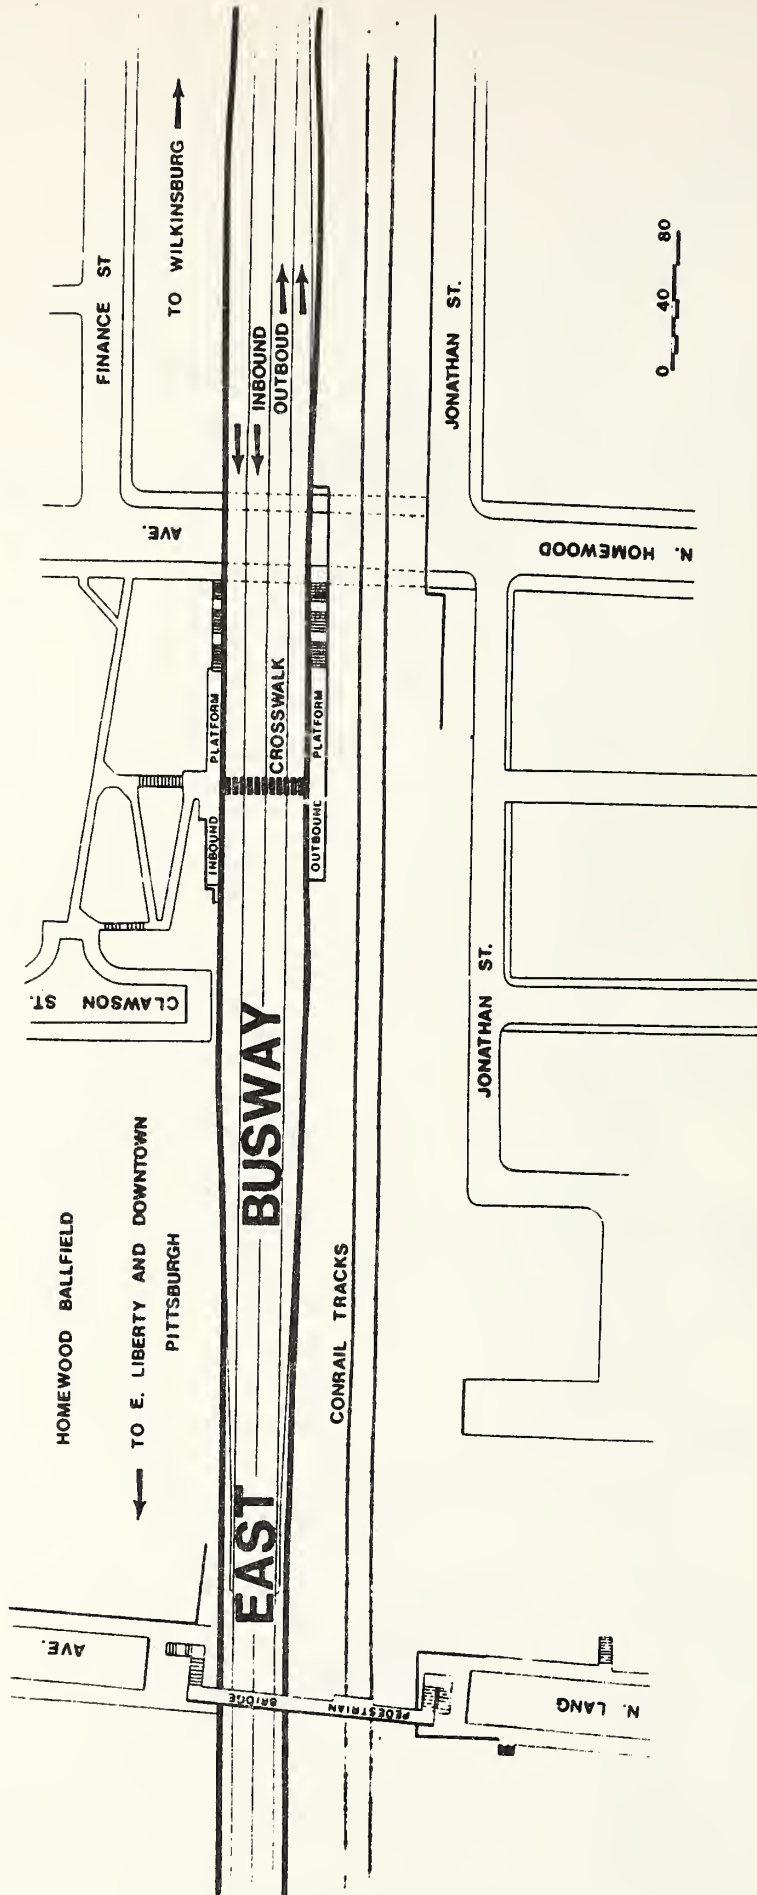 HOMEWOOD BALLFIELD
TO E. LIBERTY AND DOWNTOWN
PITTSBURGH
CLAWSON ST.
FINANCE ST
TO WILKINSBURG
AVE.
AVE.
INBOUND
PLATFORM
INBOUND
OUTBOUD
CROSSWALK
EAST BUSWAY
OUTBOUND
PLATFORM
PEDESTRIAN BRIDGE
CONRAIL TRACKS
JONATHAN ST.
JONATHAN ST.
N. LANG
N. HOMEWOOD
0 40 80